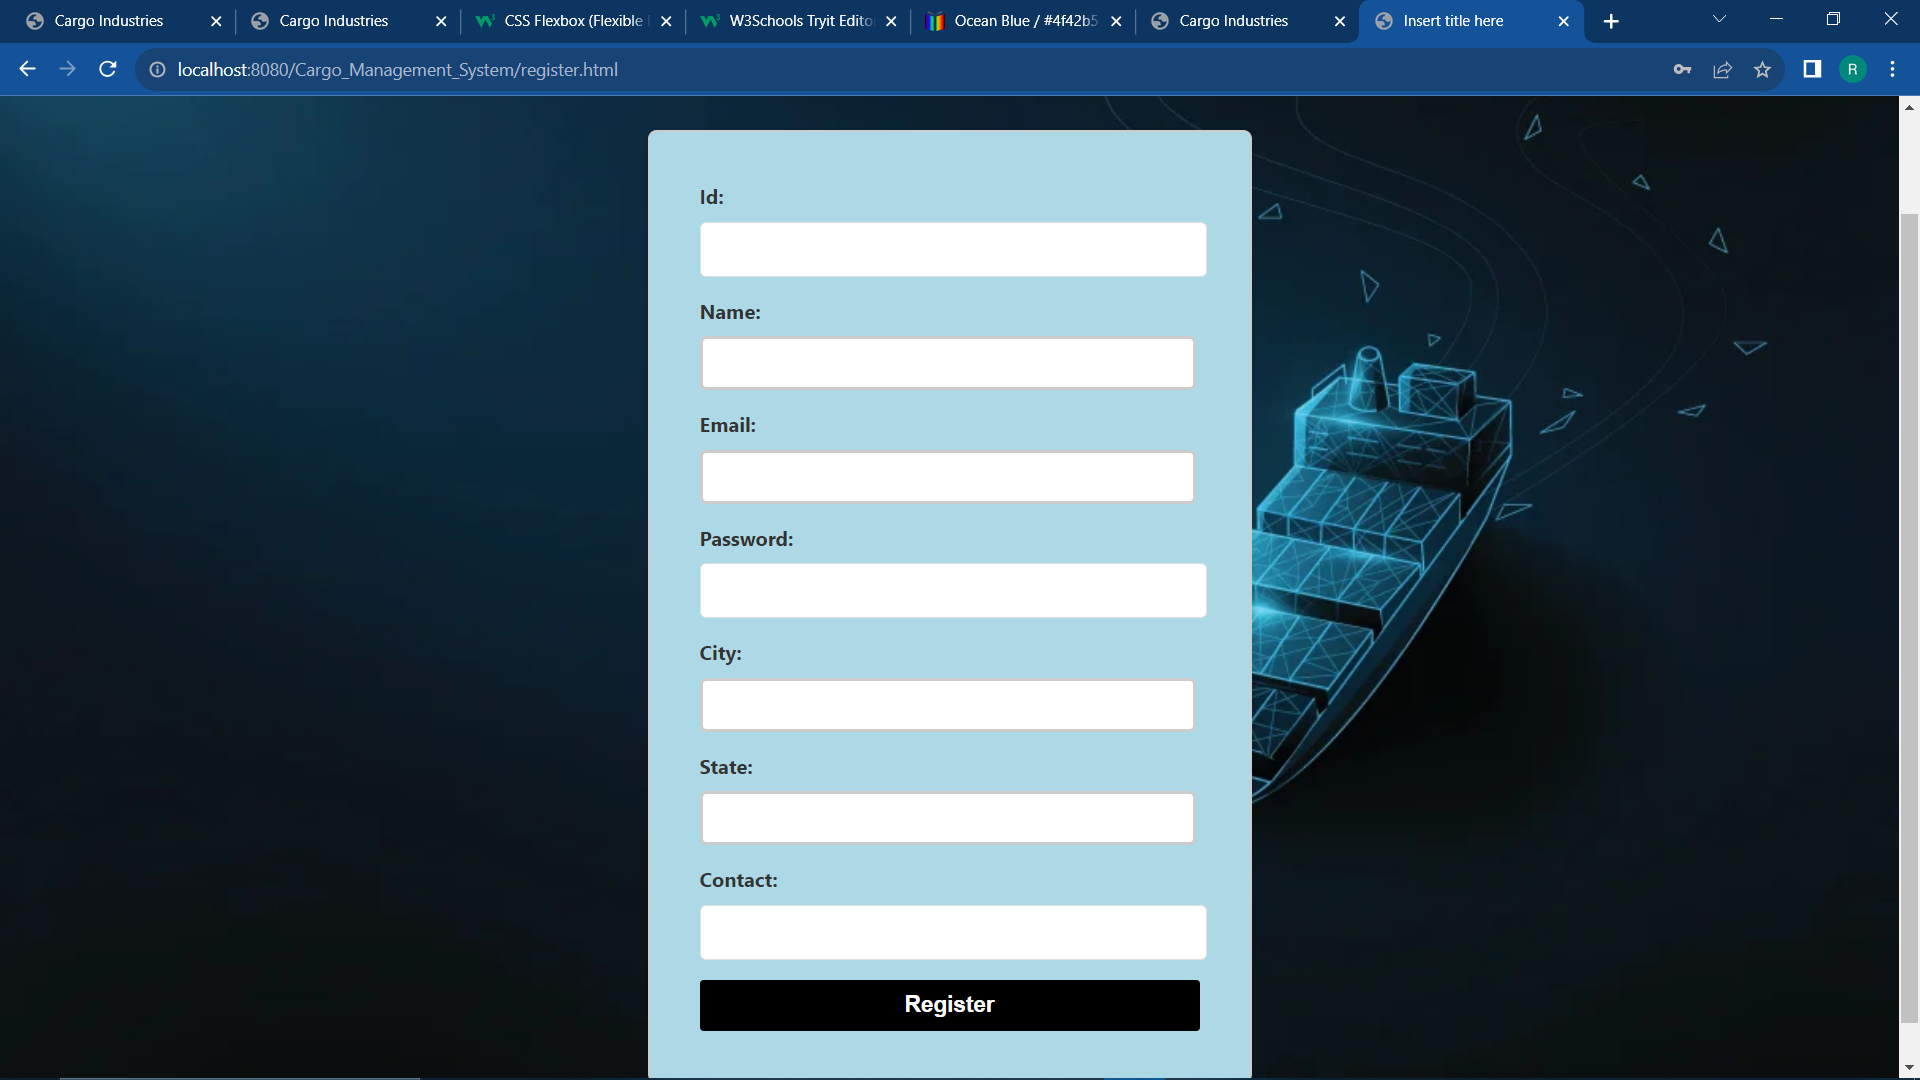 Cargo Industries
Cargo Industries
CSS Flexbox (Flexible
W3Schools Tryit Edito
Ocean Blue / #4f42b5
Cargo Industries
Insert title here
localhost:8080/Cargo_Management_System/register.html
R
Id:
Name:
Email:
Password:
City:
State:
Contact:
Register